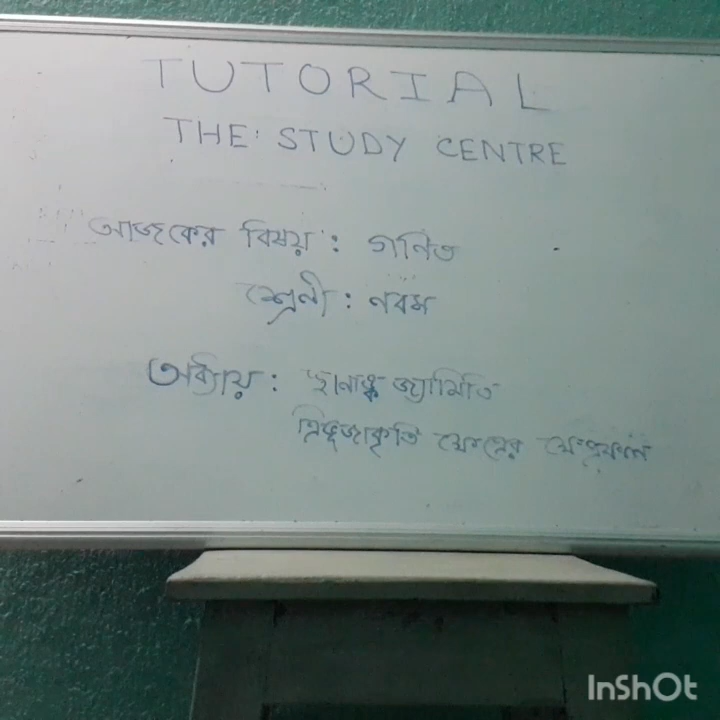 TUTORIAL
THE STUDY CENTRE
আজকের বিষয় : গনিত
শ্রেনী : নবম
অধ্যায় : স্থানাঙ্ক জ্যামিতি
ত্রিভূজাকৃতি ক্ষেত্রের ক্ষেত্রফল
InShOt